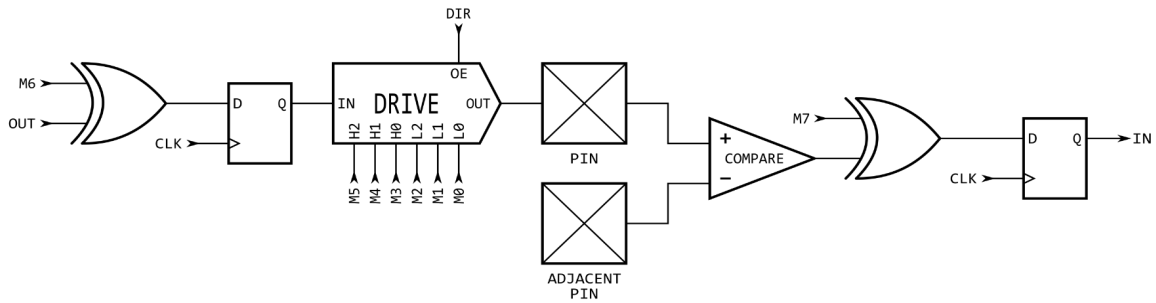 DIR
M6
OUT
D Q
CLK
OE
IN DRIVE OUT
H2 H1 H0 L2 L1 L0
M5 M4 M3 M2 M1 M0
PIN
ADJACENT
PIN
+
COMPARE
−
M7
D Q
CLK
IN